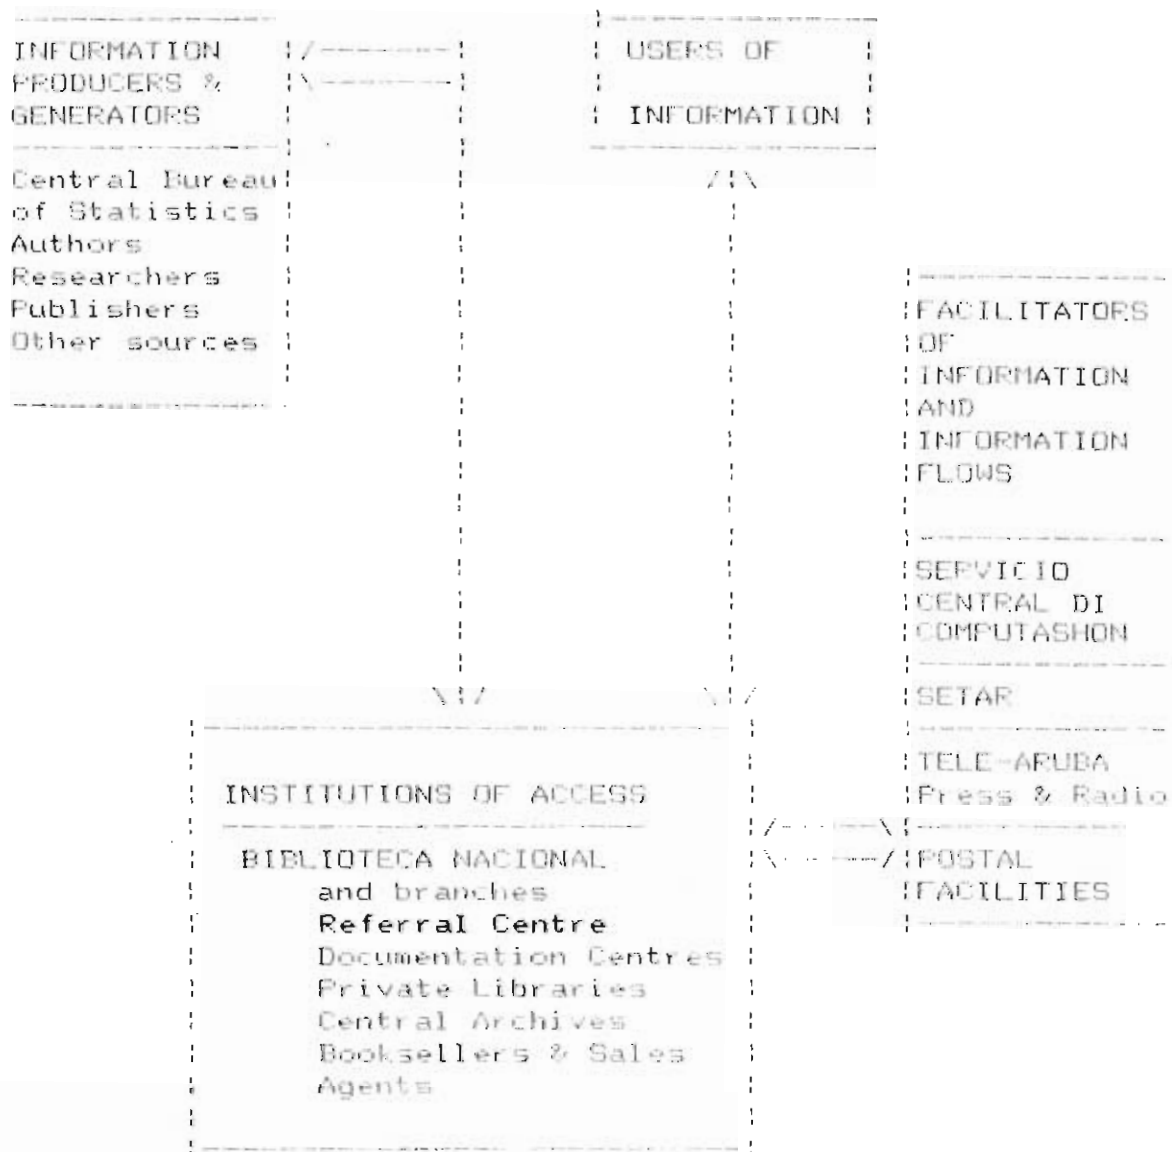 INFORMATION
PRODUCERS &
GENERATORS
Central Bureau
of Statistics
Authors
Researchers
Publishers
Other sources
USERS OF
INFORMATION
FACILITATORS
OF
INFORMATION
AND
INFORMATION
FLOWS
SERVICIO
CENTRAL DI
COMPUTASHON
SETAR
TELE-ARUBA
Press & Radio
POSTAL
FACILITIES
INSTITUTIONS OF ACCESS
BIBLIOTECA NACIONAL
and branches
Referral Centre
Documentation Centres
Private Libraries
Central Archives
Booksellers & Sales
Agents